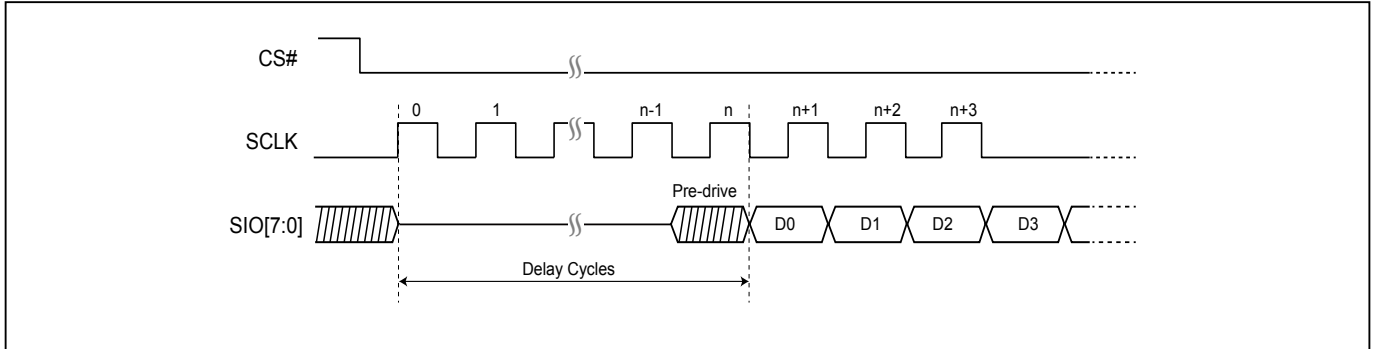 CS#
0 1 n-1 n n+1 n+2 n+3
SCLK
Pre-drive
SIO[7:0] D0 D1 D2 D3
Delay Cycles